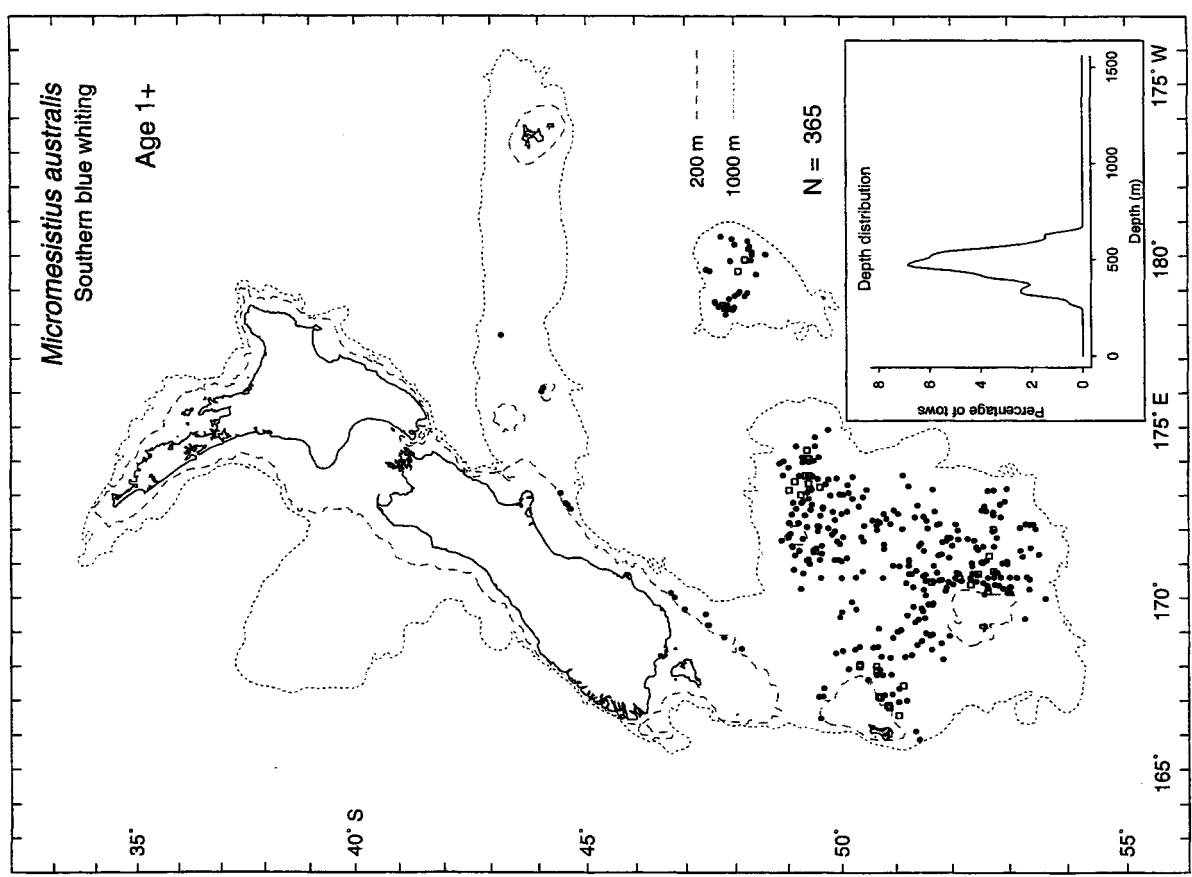 Micromesistius australis
Southern blue whiting
Age 1+
200 m
1000 m
N = 365
Depth distribution
Percentage of tows
8
6
4
2
0
0
500
1000
1500
Depth (m)
35°
40° S
45°
50°
55°
165°
170°
175° E
180°
175° W